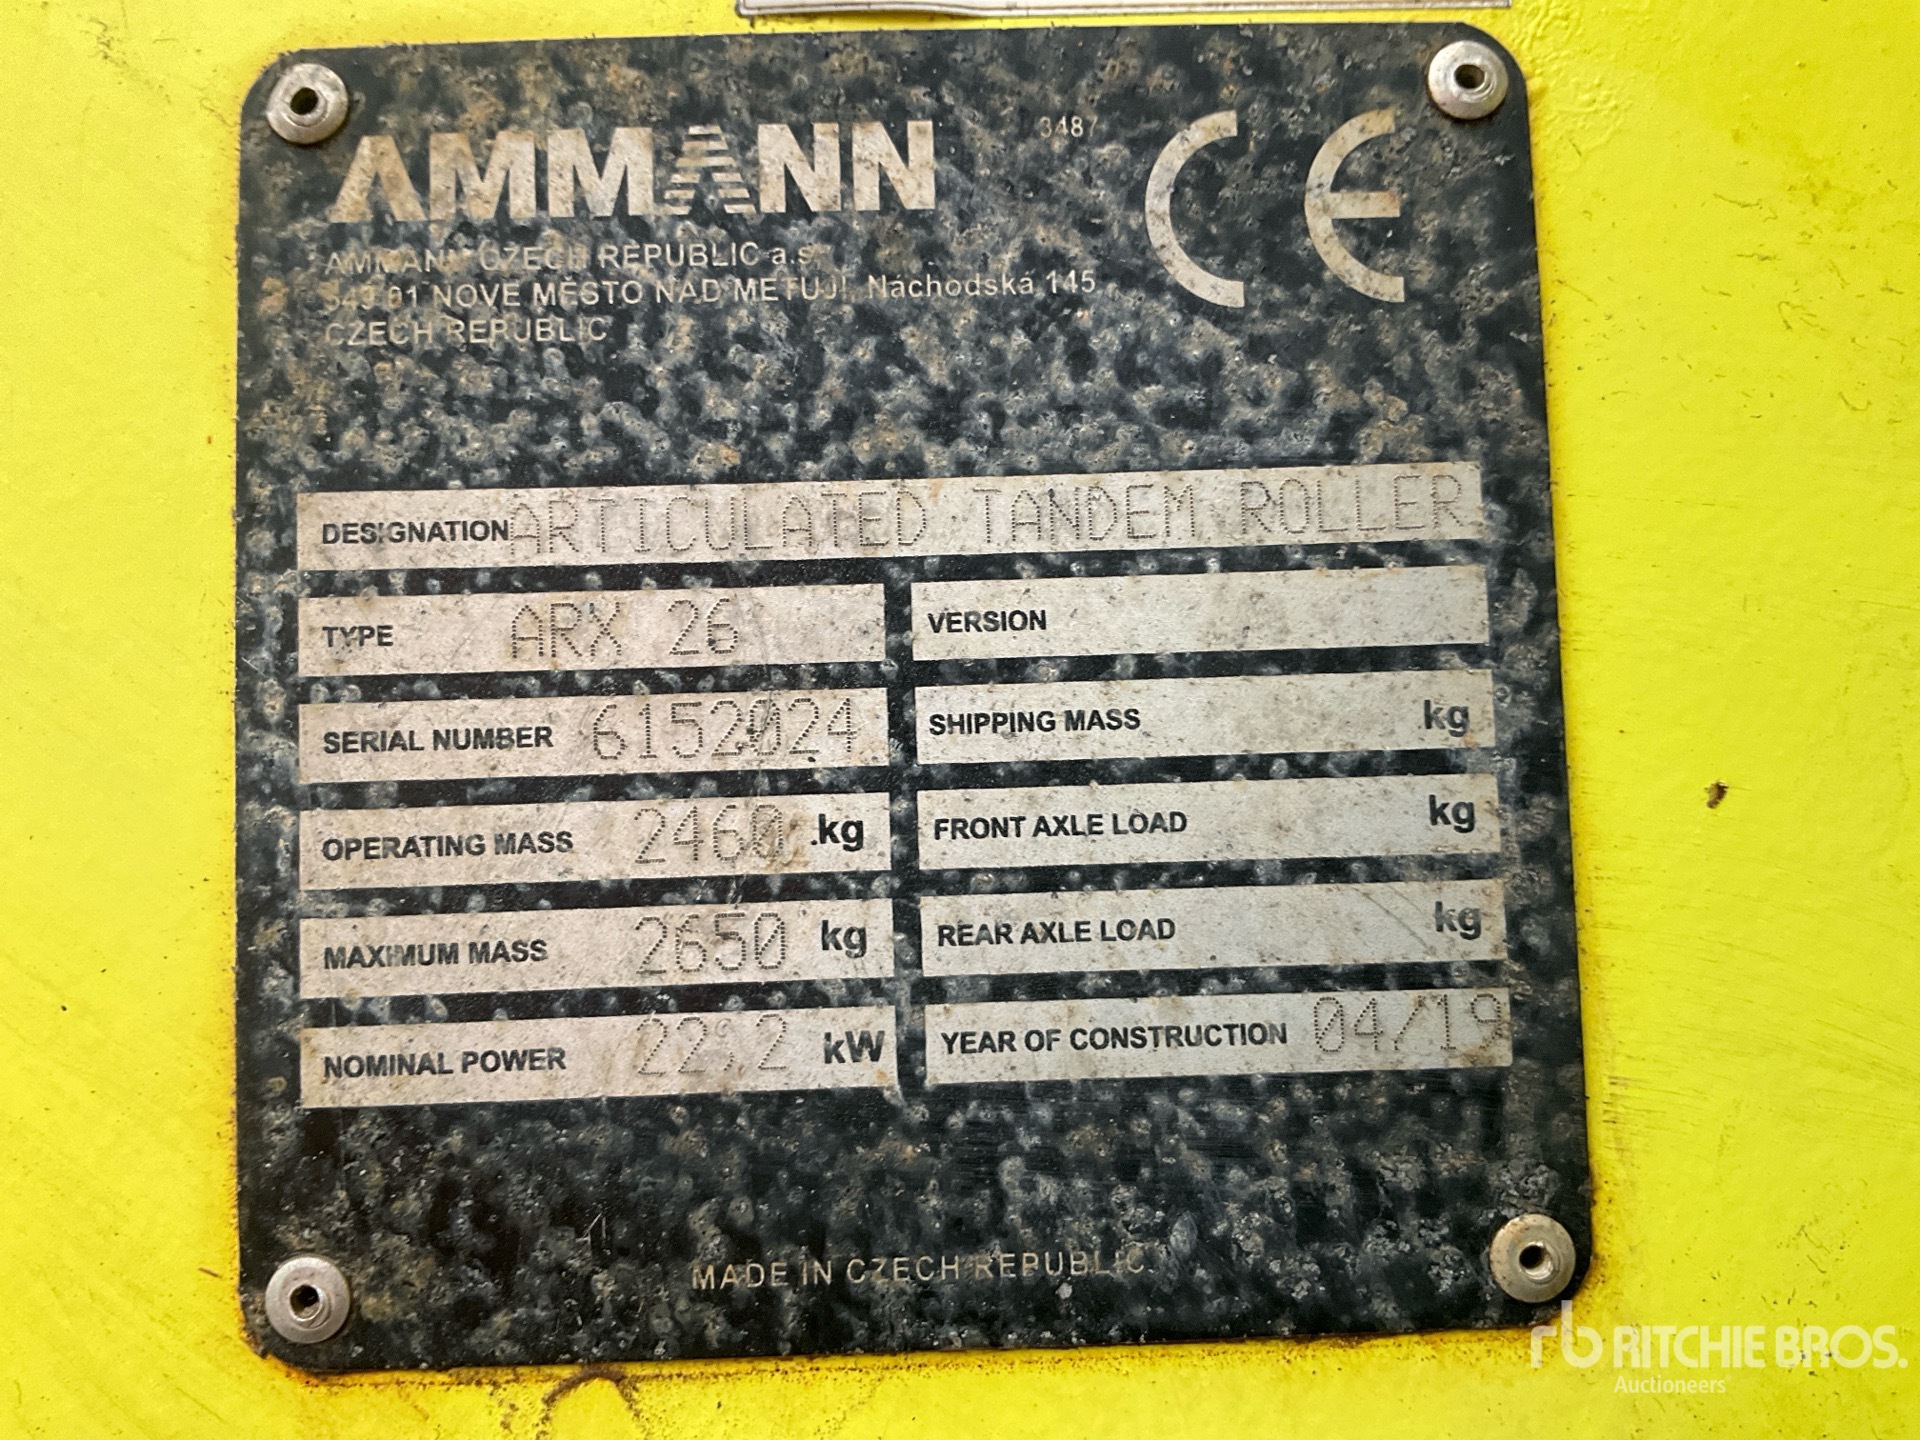 AMMANN
3487
CE
AMMANN CZECH REPUBLIC a.s.
549 01 NOVÉ MĚSTO NAD METUJÍ, Náchodská 145
CZECH REPUBLIC
DESIGNATION ARTICULATED TANDEM ROLLER
TYPE ARX 26
VERSION
SERIAL NUMBER 6152024
SHIPPING MASS kg
OPERATING MASS 2460 kg
FRONT AXLE LOAD kg
MAXIMUM MASS 2650 kg
REAR AXLE LOAD kg
NOMINAL POWER 22,2 kW
YEAR OF CONSTRUCTION 04/19
MADE IN CZECH REPUBLIC
rb RITCHIE BROS.
Auctioneers